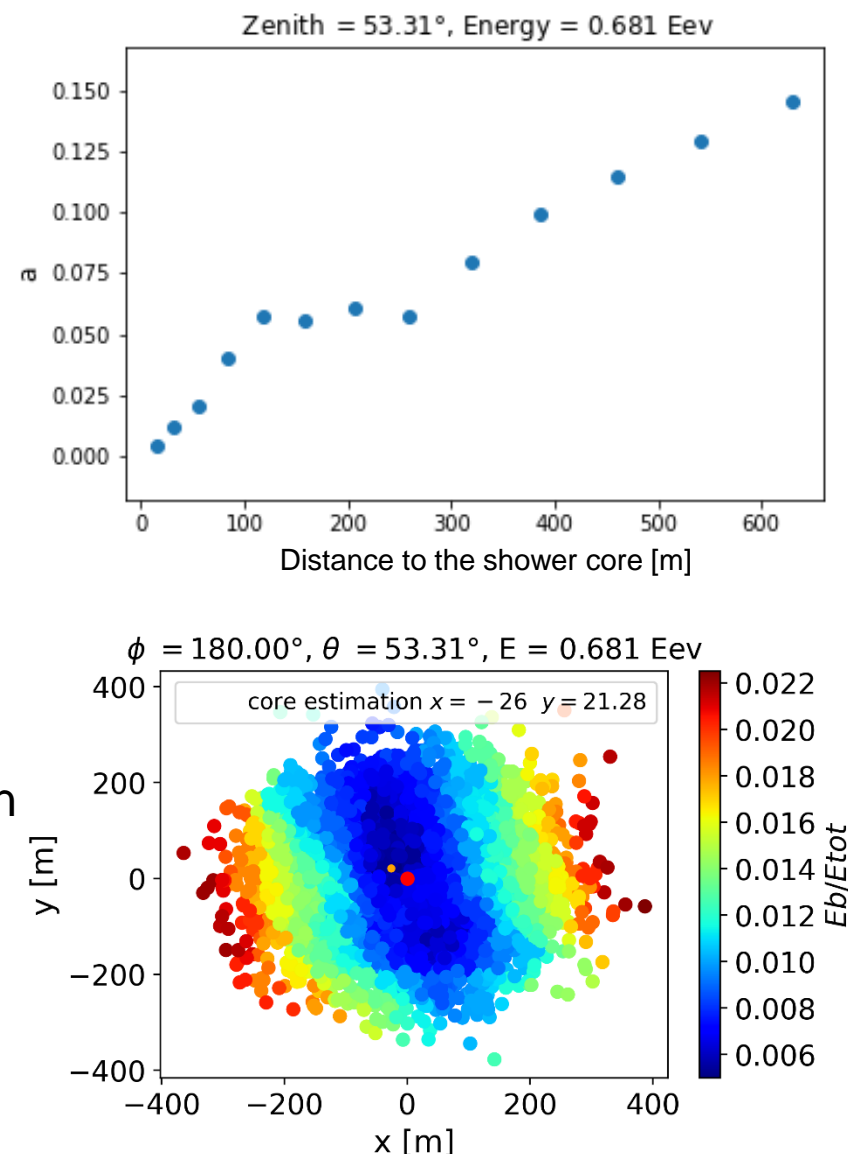 Zenith = 53.31°, Energy = 0.681 Eev
0.150
0.125
0.100
0.075
0.050
0.025
0.000
a
0 100 200 300 400 500 600
Distance to the shower core [m]
ϕ = 180.00°, θ = 53.31°, E = 0.681 Eev
core estimation x = −26 y = 21.28
400
200
0
−200
−400
y [m]
n
−400 −200 0 200 400
x [m]
0.022
0.020
0.018
0.016
0.014
0.012
0.010
0.008
0.006
Eb/Etot